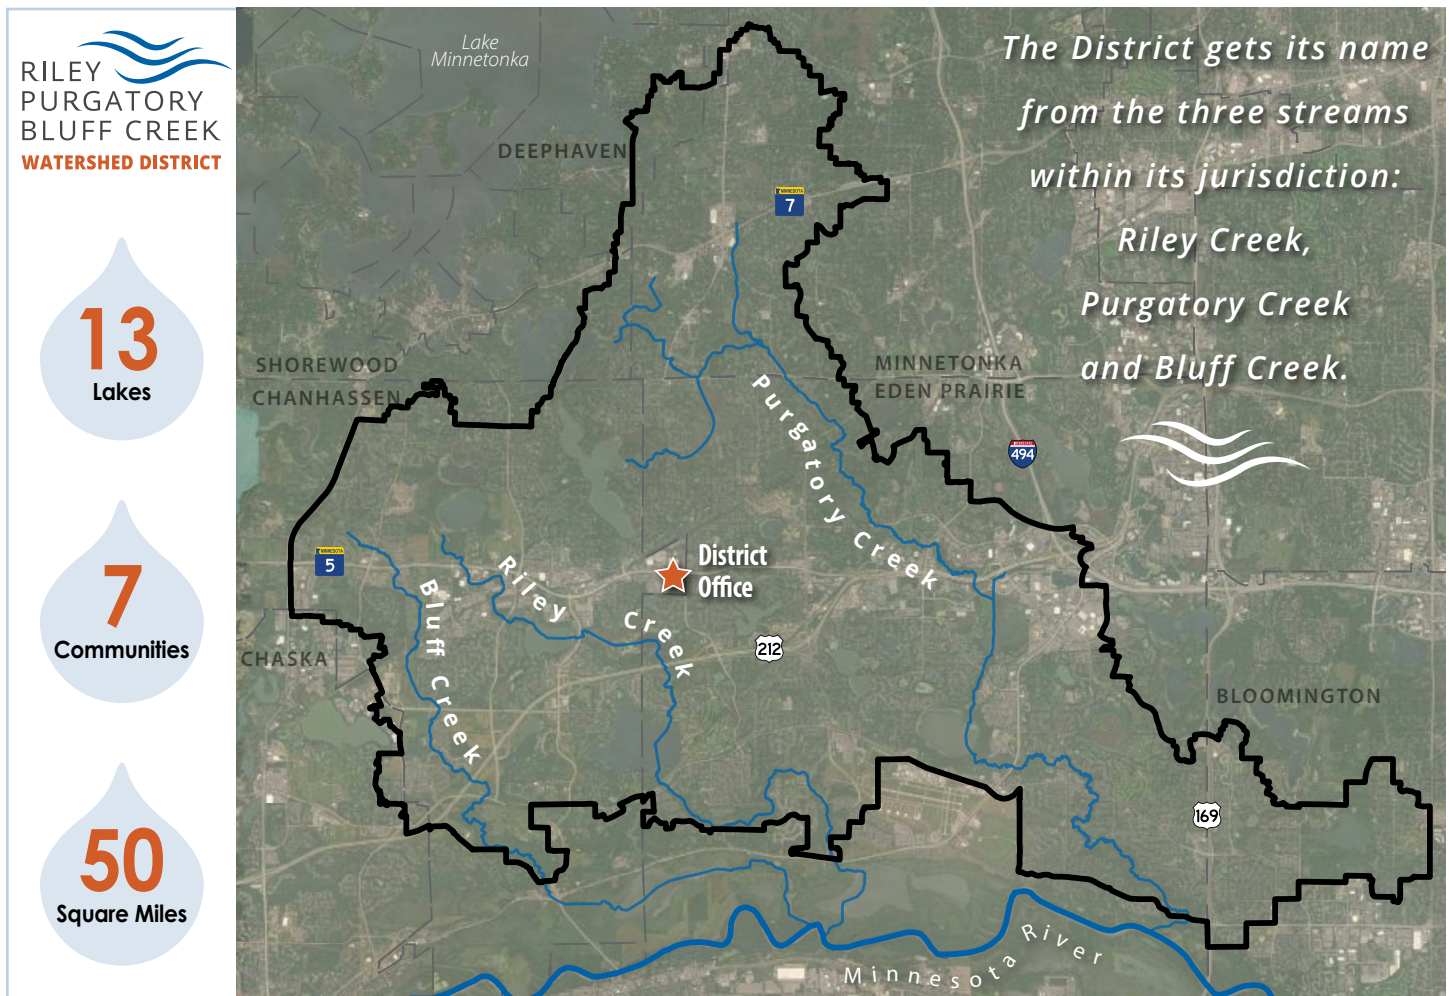 RILEY
PURGATORY
BLUFF CREEK
WATERSHED DISTRICT
13
Lakes
7
Communities
50
Square Miles
The District gets its name
from the three streams
within its jurisdiction:
Riley Creek,
Purgatory Creek
and Bluff Creek.
Lake
Minnetonka
DEEPHAVEN
MINNESOTA
7
SHOREWOOD
CHANHASSEN
MINNETONKA
EDEN PRAIRIE
INTERSTATE
494
Purgatory Creek
MINNESOTA
5
District
Office
Riley Creek
Bluff Creek
212
CHASKA
BLOOMINGTON
169
Minnesota River